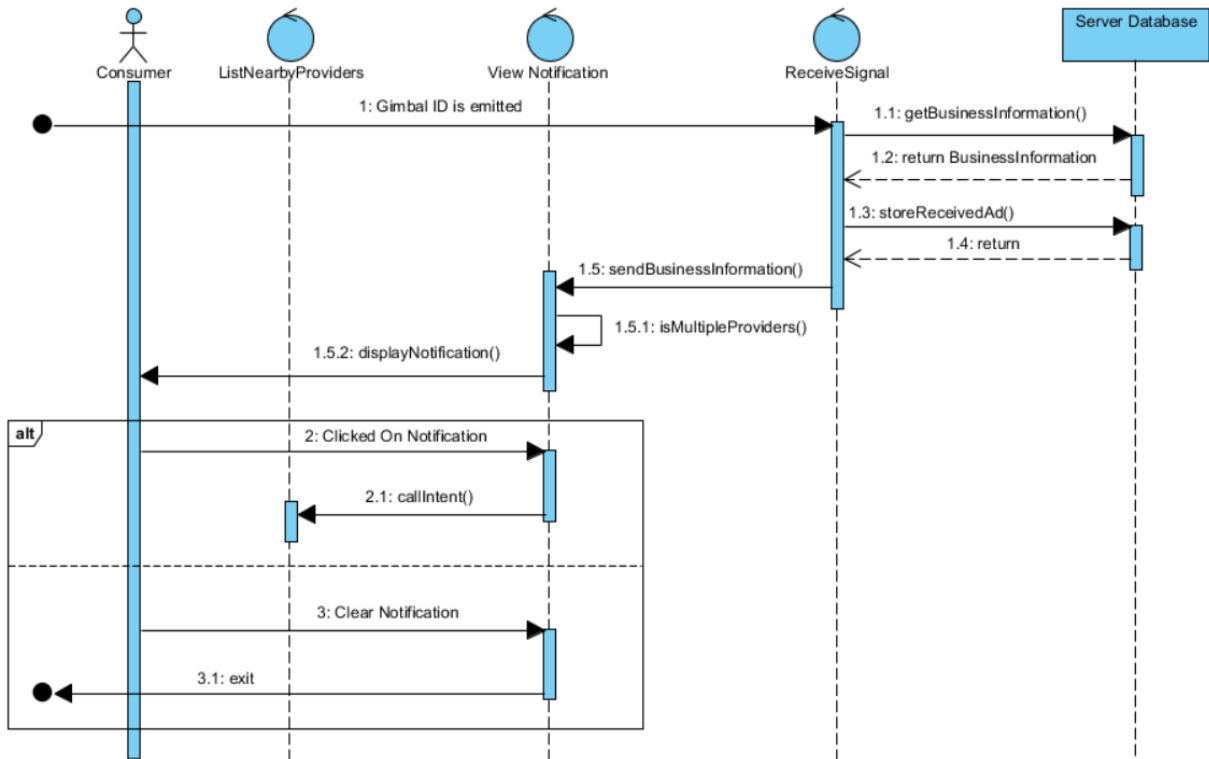 Server Database
Consumer
ListNearbyProviders
View Notification
ReceiveSignal
1: Gimbal ID is emitted
1.1: getBusinessInformation()
1.2: return BusinessInformation
1.3: storeReceivedAd()
1.4: return
1.5: sendBusinessInformation()
1.5.1: isMultipleProviders()
1.5.2: displayNotification()
alt
2: Clicked On Notification
2.1: callIntent()
3: Clear Notification
3.1: exit